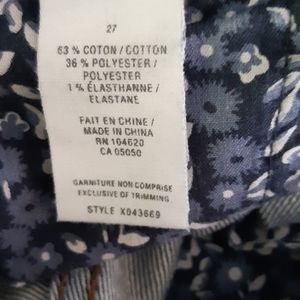 27
63 % COTON / COTTON
36 % POLYESTER /
POLYESTER
1 % ÉLASTHANNE /
ELASTANE
FAIT EN CHINE /
MADE IN CHINA
RN 104620
CA 05050
GARNITURE NON COMPRISE
EXCLUSIVE OF TRIMMING
STYLE X043669